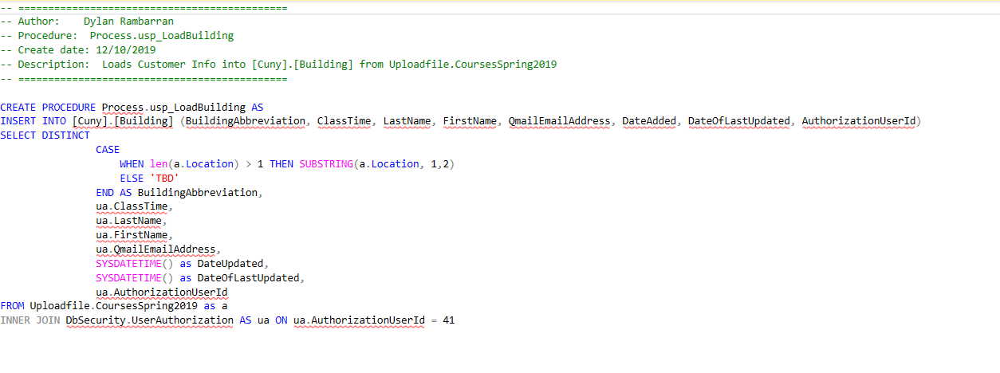 -- =============================================
-- Author:    Dylan Rambarran
-- Procedure:  Process.usp_LoadBuilding
-- Create date: 12/10/2019
-- Description:  Loads Customer Info into [Cuny].[Building] from Uploadfile.CoursesSpring2019
-- =============================================
CREATE PROCEDURE Process.usp_LoadBuilding AS
INSERT INTO [Cuny].[Building] (BuildingAbbreviation, ClassTime, LastName, FirstName, QmailEmailAddress, DateAdded, DateOfLastUpdated, AuthorizationUserId)
SELECT DISTINCT
CASE
WHEN len(a.Location) > 1 THEN SUBSTRING(a.Location, 1,2)
ELSE 'TBD'
END AS BuildingAbbreviation,
ua.ClassTime,
ua.LastName,
ua.FirstName,
ua.QmailEmailAddress,
SYSDATETIME() as DateUpdated,
SYSDATETIME() as DateOfLastUpdated,
ua.AuthorizationUserId
FROM Uploadfile.CoursesSpring2019 as a
INNER JOIN DbSecurity.UserAuthorization AS ua ON ua.AuthorizationUserId = 41